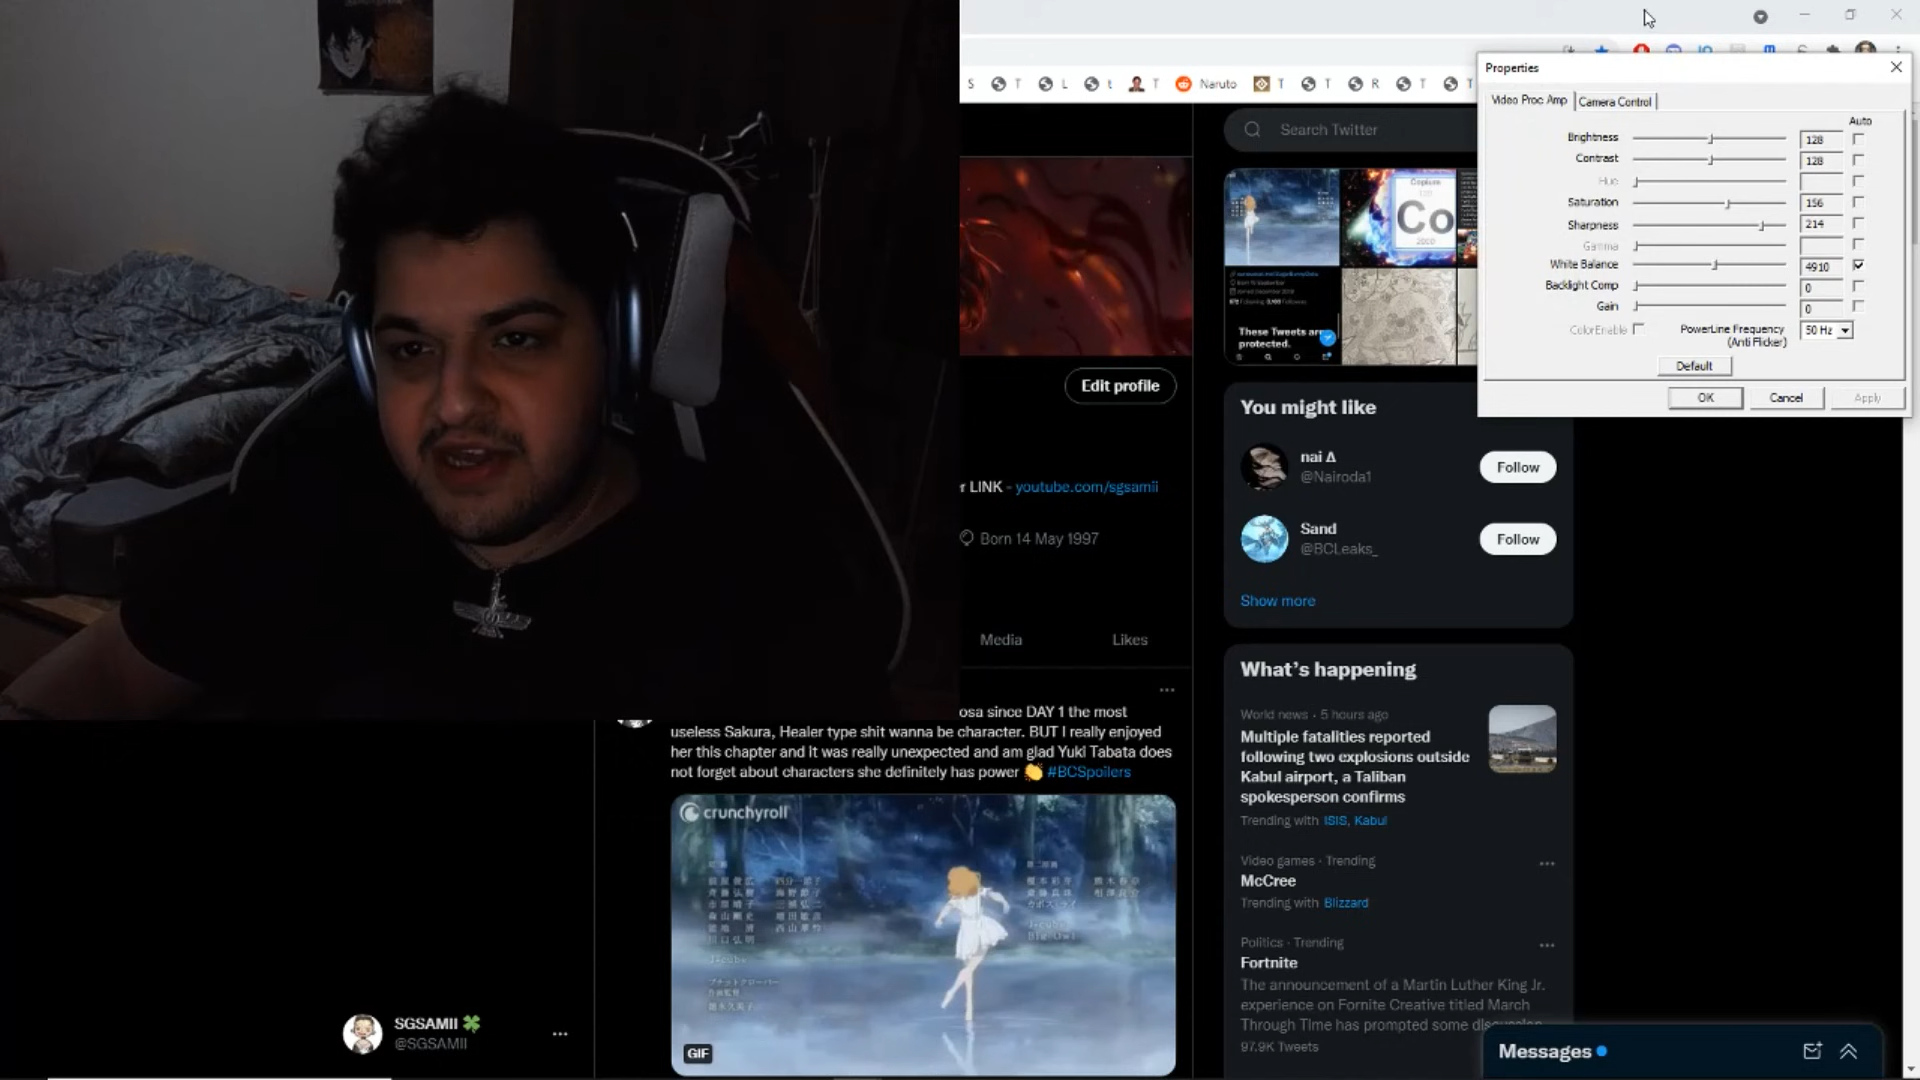 S
T
L
t
T
Naruto
T
T
R
T
T
Properties
Video Proc Amp
Camera Control
Auto
Brightness 128
Contrast 128
Hue
Saturation 156
Sharpness 214
Gamma
White Balance 4910
Backlight Comp 0
Gain 0
ColorEnable
PowerLine Frequency
(Anti Flicker)
50 Hz
Default
OK Cancel Apply
Search Twitter
Co
These Tweets are
protected.
Edit profile
r LINK - youtube.com/sgsamii
Born 14 May 1997
Media Likes
You might like
nai Δ
@Nairoda1
Follow
Sand
@BCLeaks_
Follow
Show more
What's happening
World news · 5 hours ago
Multiple fatalities reported
following two explosions outside
Kabul airport, a Taliban
spokesperson confirms
Trending with ISIS, Kabul
Video games · Trending
McCree
Trending with Blizzard
Politics · Trending
Fortnite
The announcement of a Martin Luther King Jr.
experience on Fornite Creative titled March
Through TIme has prompted some discussion
97.9K Tweets
osa since DAY 1 the most
useless Sakura, Healer type shit wanna be character. BUT I really enjoyed
her this chapter and it was really unexpected and am glad Yuki Tabata does
not forget about characters she definitely has power 👏 #BCSpoilers
crunchyroll
GIF
SGSAMII 🍀
@SGSAMII
Messages